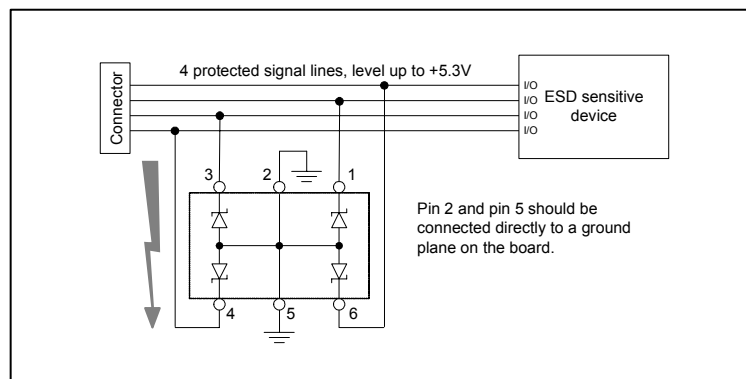 4 protected signal lines, level up to +5.3V
Connector
I/O
I/O
I/O
I/O
ESD sensitive
device
3
2
1
Pin 2 and pin 5 should be
connected directly to a ground
plane on the board.
4
5
6